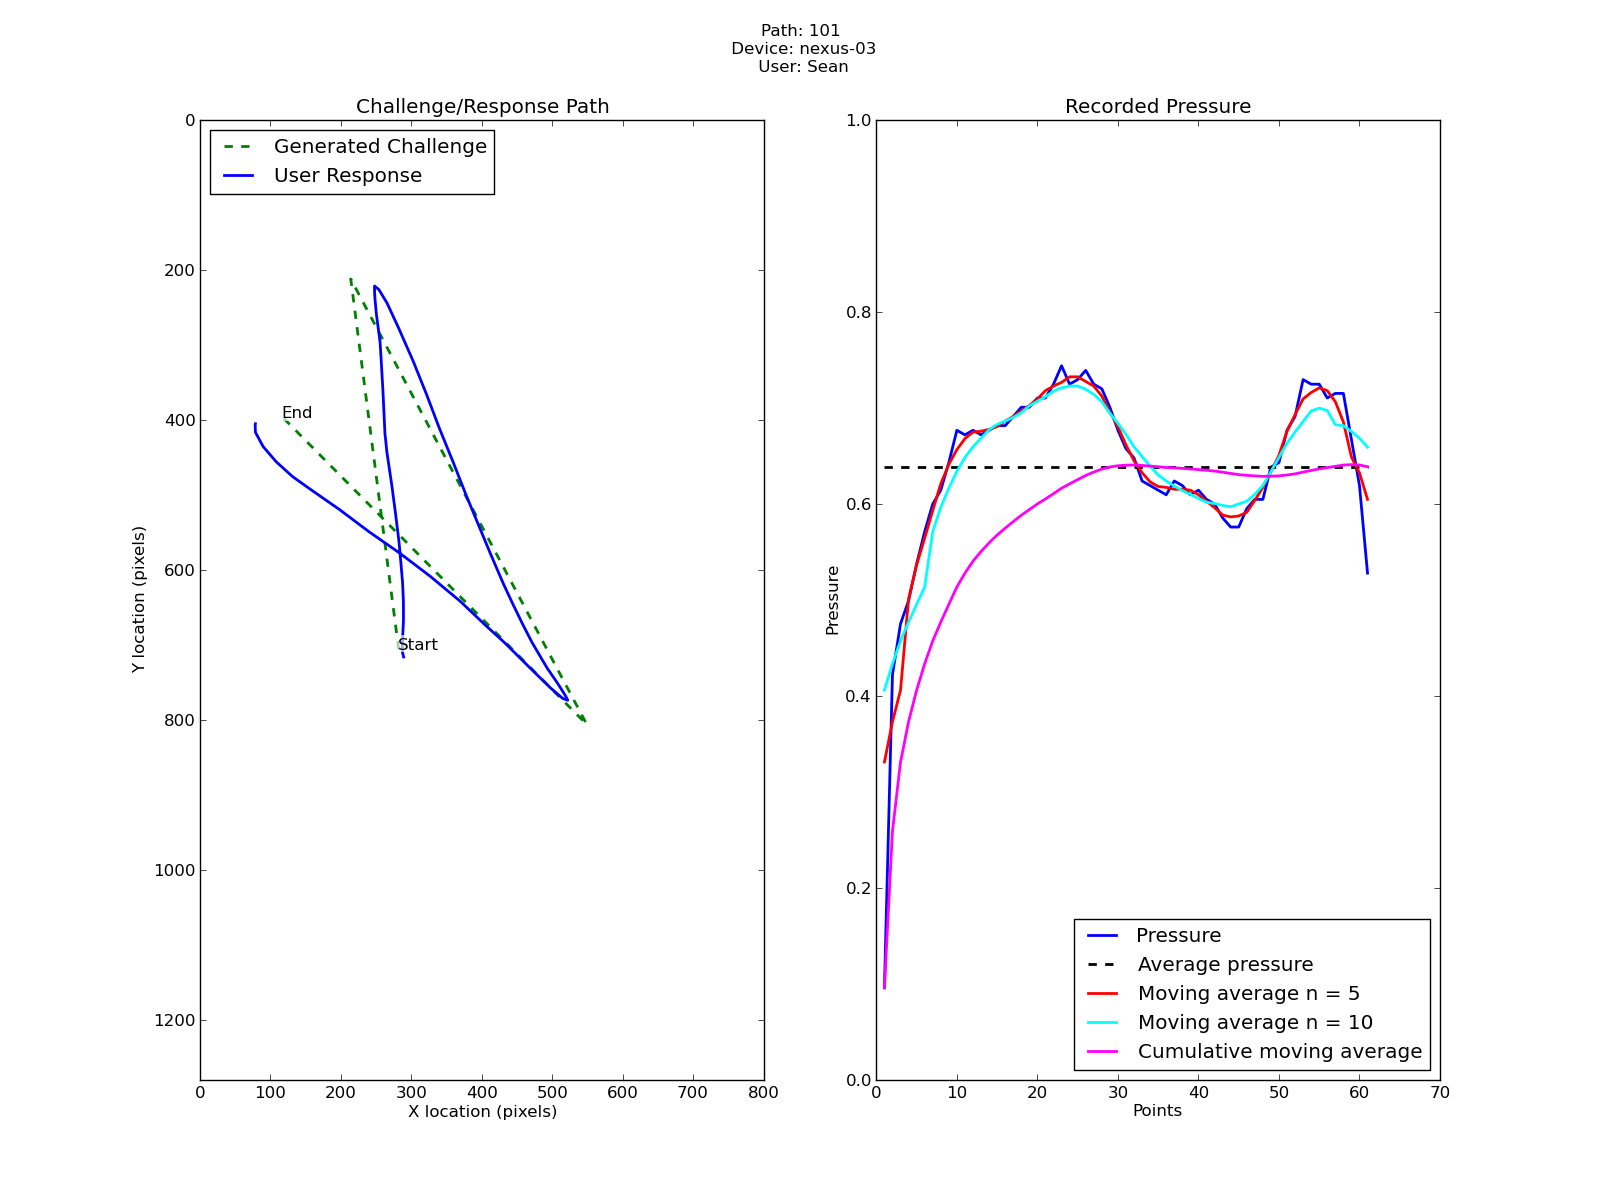 Path: 101
Device: nexus-03
User: Sean
Challenge/Response Path
Generated Challenge
User Response
0
200
400
600
800
1000
1200
Y location (pixels)
End
Start
0 100 200 300 400 500 600 700 800
X location (pixels)
Recorded Pressure
1.0
0.8
0.6
0.4
0.2
0.0
Pressure
Pressure
Average pressure
Moving average n = 5
Moving average n = 10
Cumulative moving average
0 10 20 30 40 50 60 70
Points